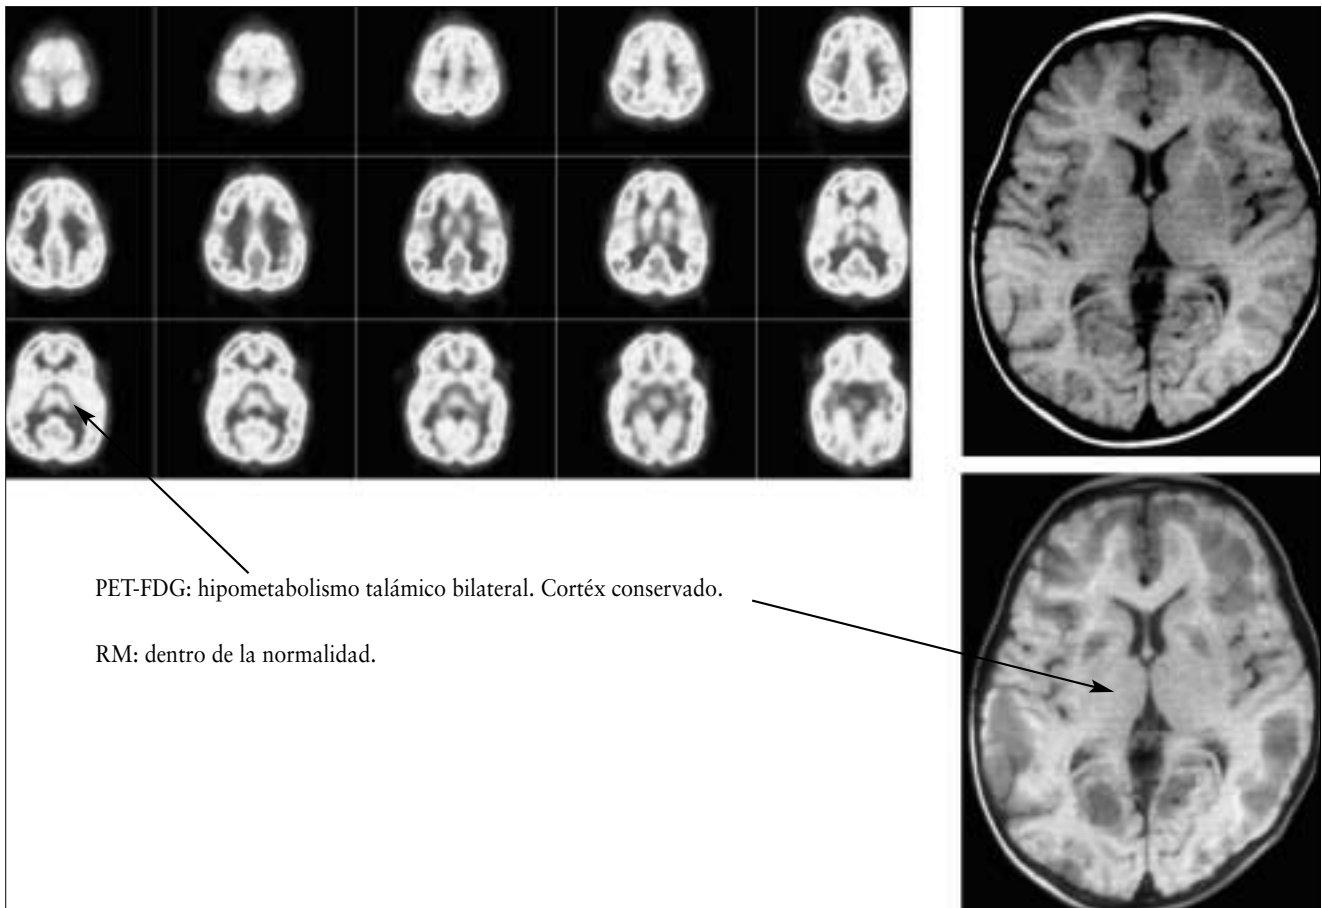 PET-FDG: hipometabolismo talámico bilateral. Cortéx conservado.
RM: dentro de la normalidad.